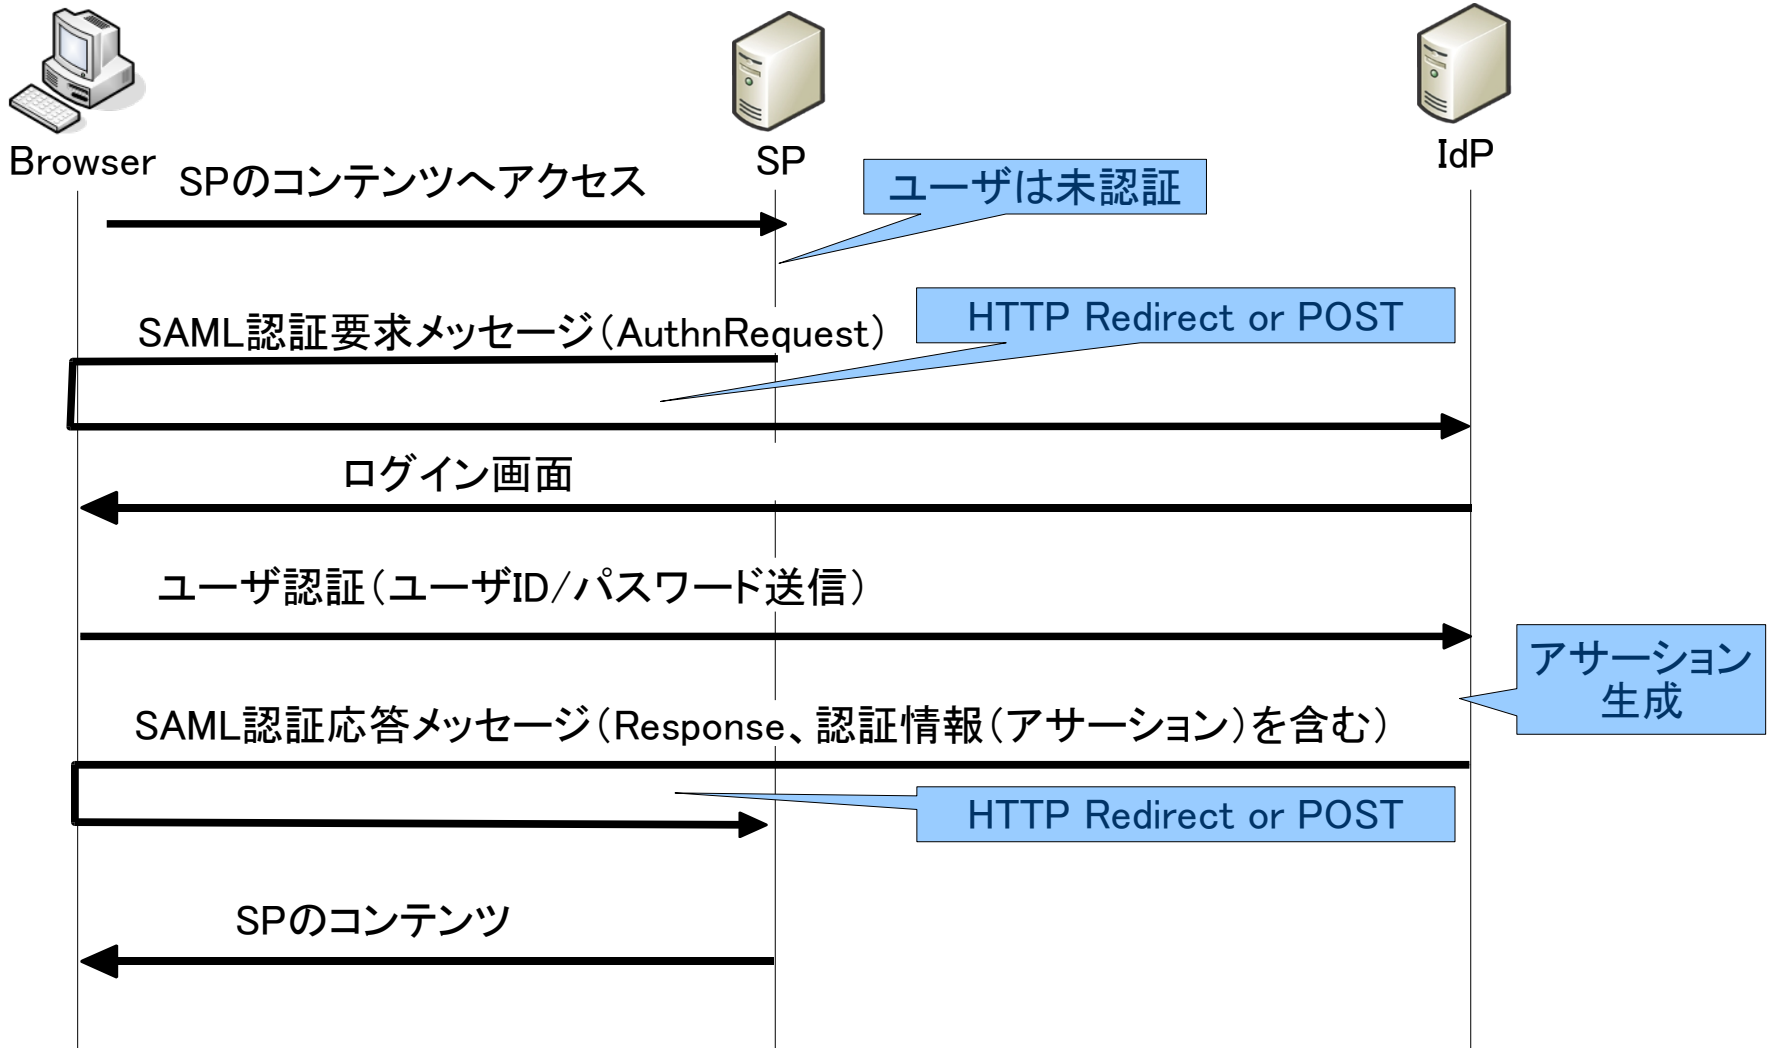 Browser
SP
IdP
SPのコンテンツへアクセス
ユーザは未認証
SAML認証要求メッセージ(AuthnRequest)
HTTP Redirect or POST
ログイン画面
ユーザ認証(ユーザID/パスワード送信)
アサーション
生成
SAML認証応答メッセージ(Response、認証情報(アサーション)を含む)
HTTP Redirect or POST
SPのコンテンツ